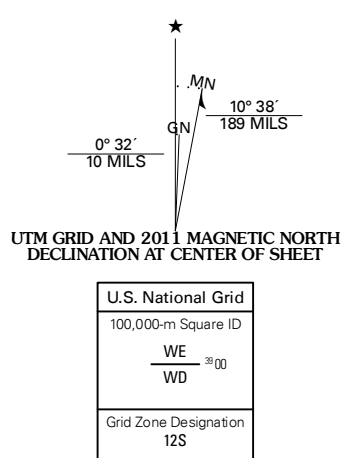 ★
MN
GN
10° 38´
189 MILS
0° 32´
10 MILS
UTM GRID AND 2011 MAGNETIC NORTH
DECLINATION AT CENTER OF SHEET
U.S. National Grid
100,000-m Square ID
WE
3900
WD
Grid Zone Designation
12S